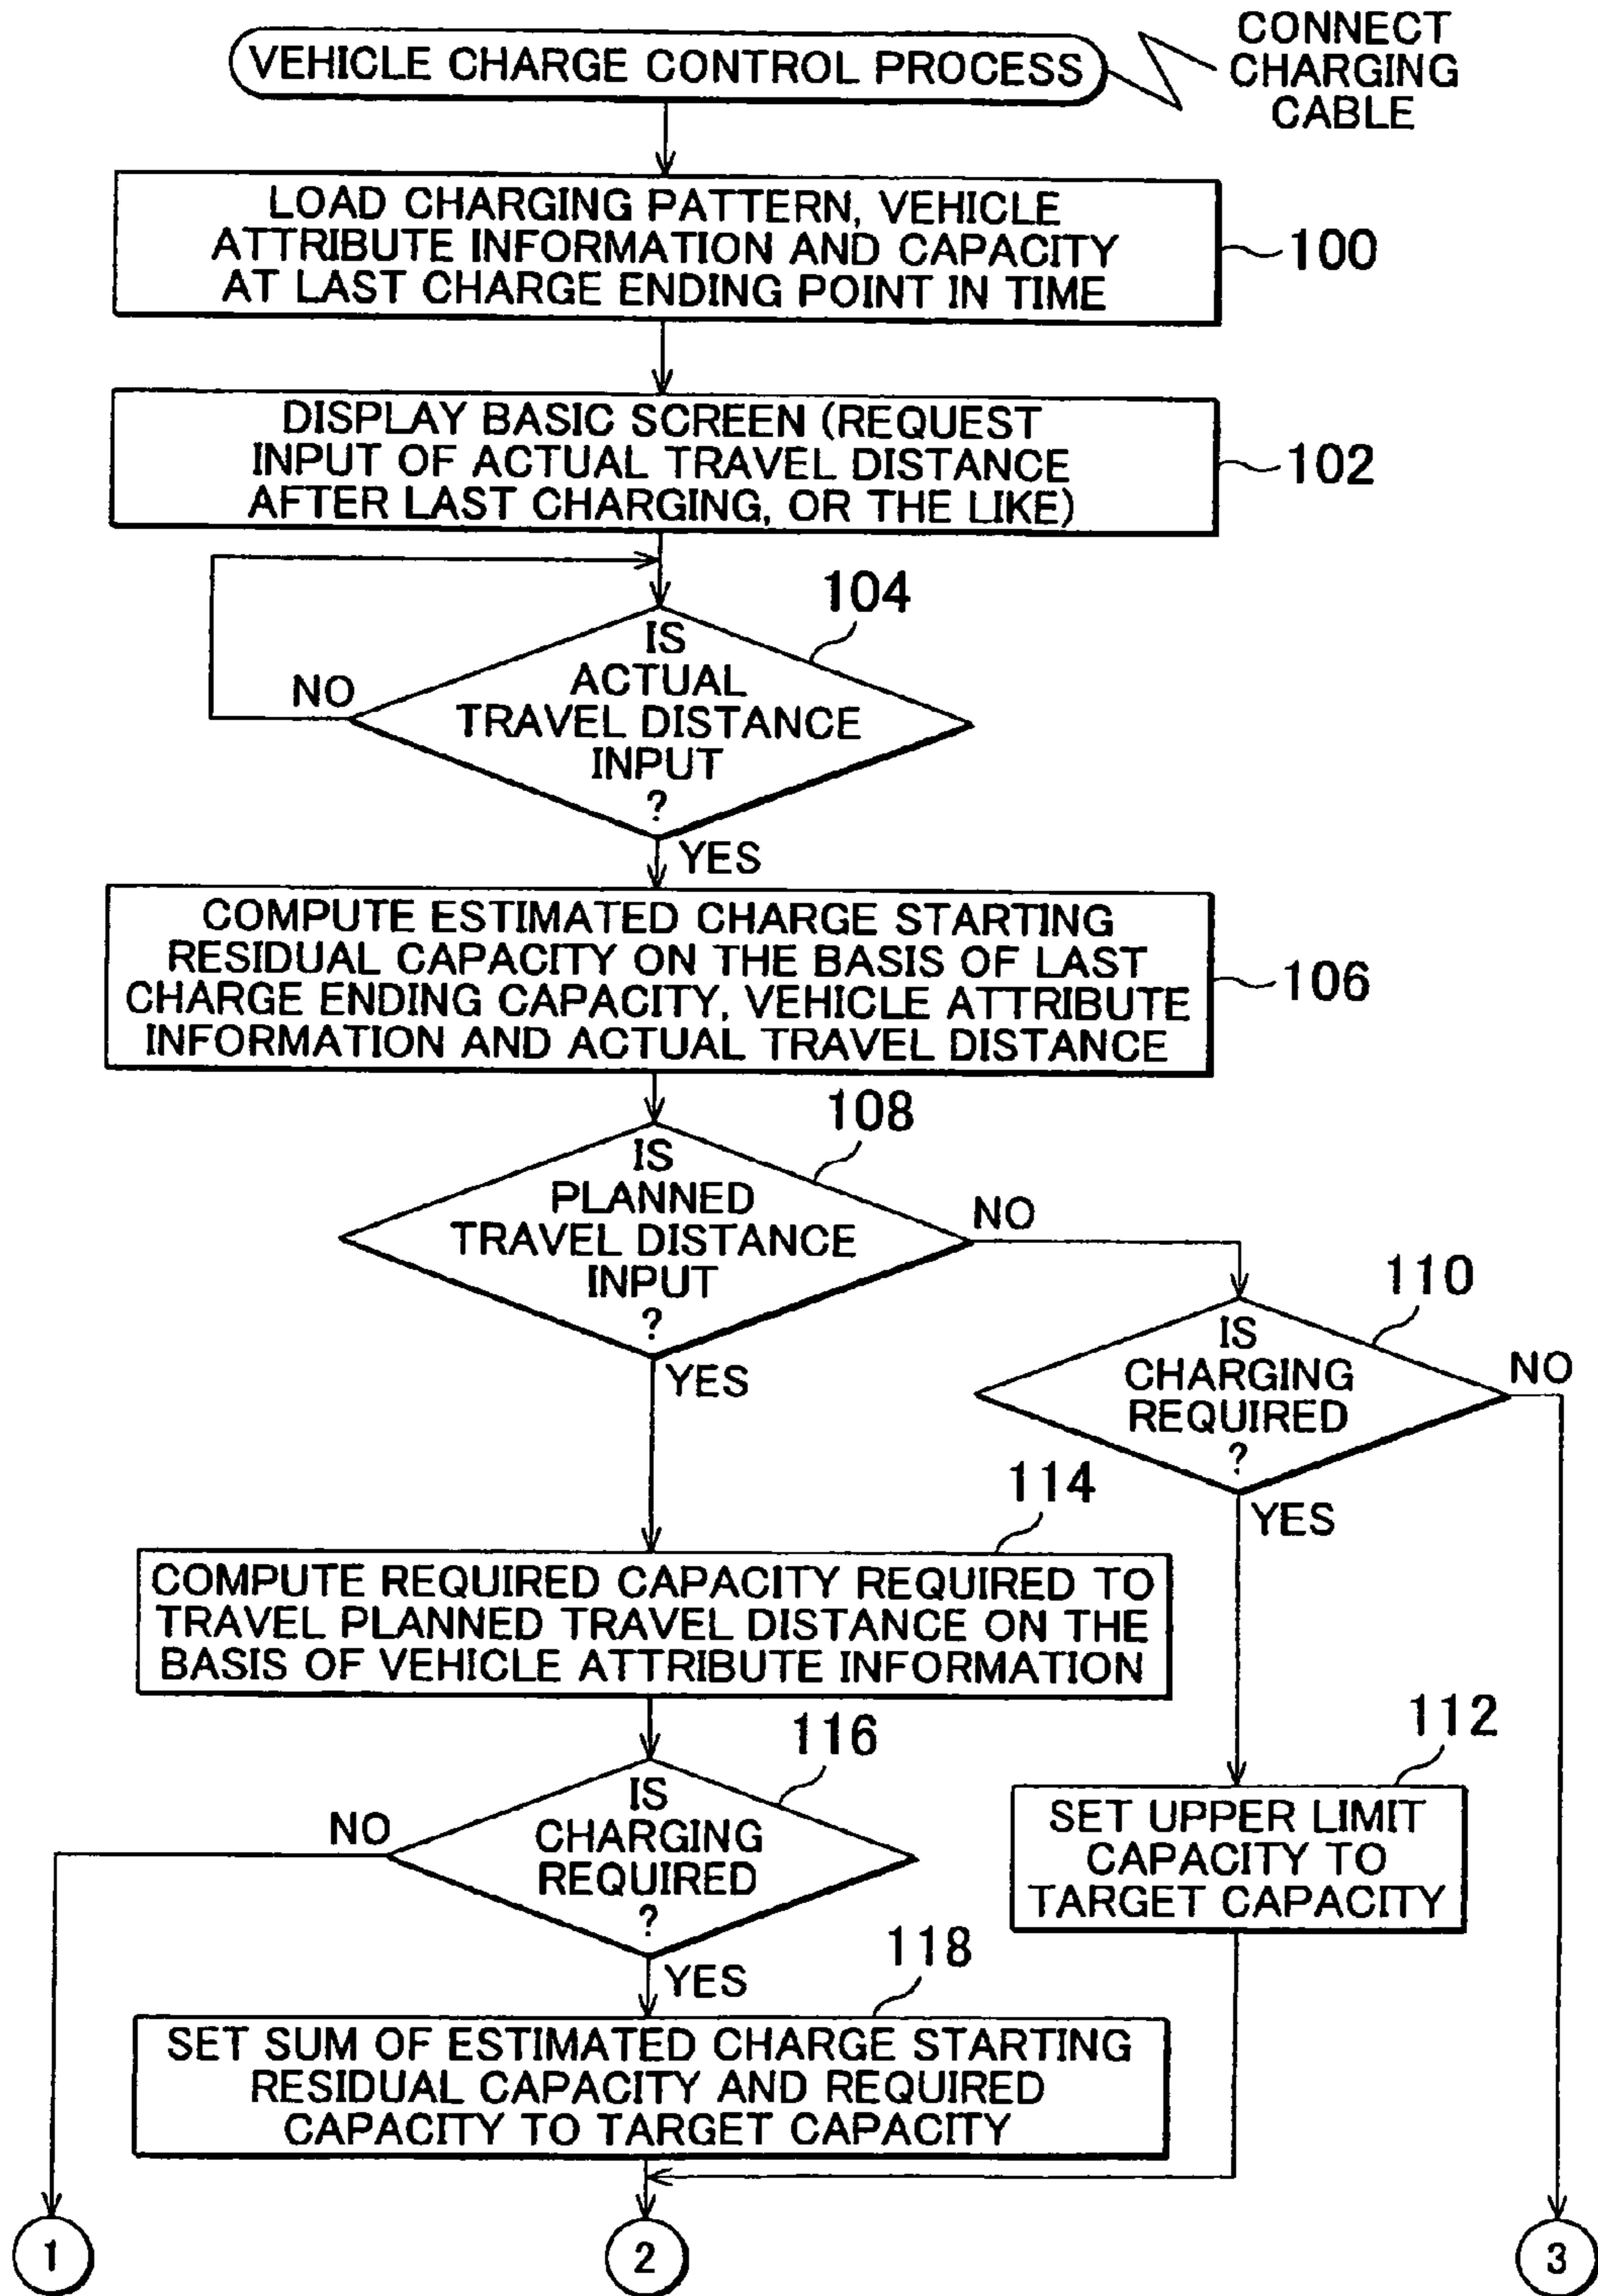 VEHICLE CHARGE CONTROL PROCESS
CONNECT
CHARGING
CABLE
LOAD CHARGING PATTERN, VEHICLE
ATTRIBUTE INFORMATION AND CAPACITY
AT LAST CHARGE ENDING POINT IN TIME
100
DISPLAY BASIC SCREEN (REQUEST
INPUT OF ACTUAL TRAVEL DISTANCE
AFTER LAST CHARGING, OR THE LIKE)
102
104
IS
ACTUAL
TRAVEL DISTANCE
INPUT
?
NO
YES
COMPUTE ESTIMATED CHARGE STARTING
RESIDUAL CAPACITY ON THE BASIS OF LAST
CHARGE ENDING CAPACITY, VEHICLE ATTRIBUTE
INFORMATION AND ACTUAL TRAVEL DISTANCE
106
108
IS
PLANNED
TRAVEL DISTANCE
INPUT
?
NO
YES
110
IS
CHARGING
REQUIRED
?
NO
YES
114
COMPUTE REQUIRED CAPACITY REQUIRED TO
TRAVEL PLANNED TRAVEL DISTANCE ON THE
BASIS OF VEHICLE ATTRIBUTE INFORMATION
116
IS
CHARGING
REQUIRED
?
NO
YES
112
SET UPPER LIMIT
CAPACITY TO
TARGET CAPACITY
118
SET SUM OF ESTIMATED CHARGE STARTING
RESIDUAL CAPACITY AND REQUIRED
CAPACITY TO TARGET CAPACITY
1
2
3